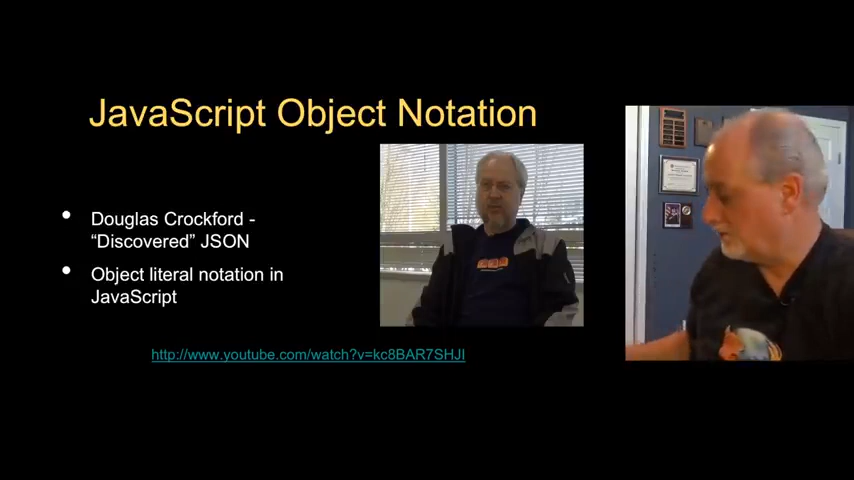 JavaScript Object Notation
• Douglas Crockford -
“Discovered” JSON
• Object literal notation in
JavaScript
http://www.youtube.com/watch?v=kc8BAR7SHJI